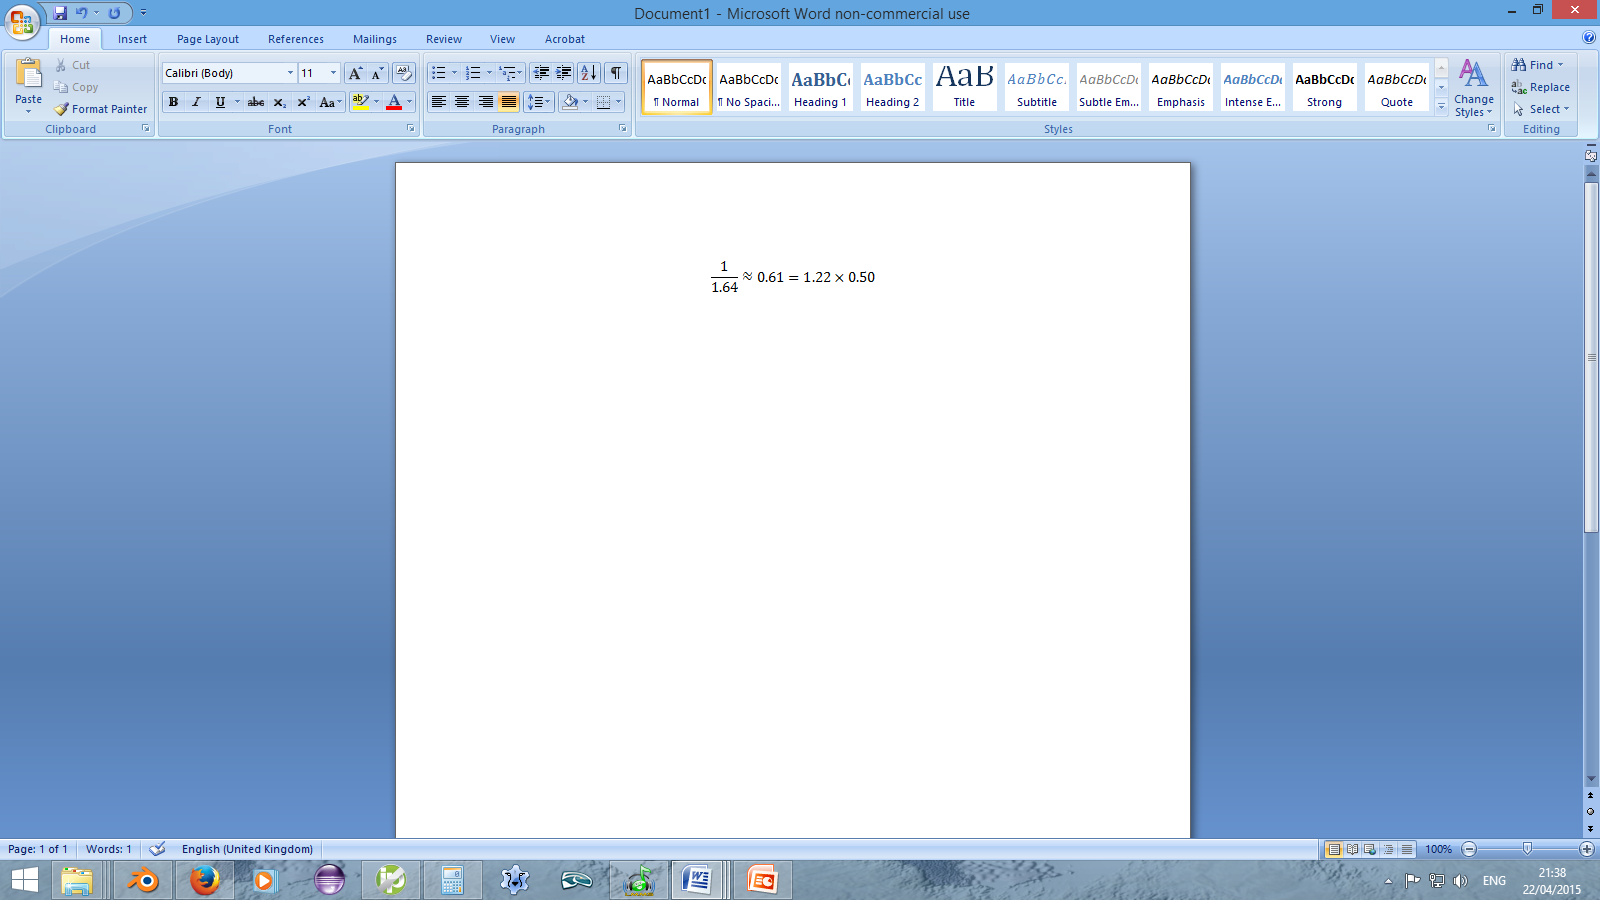 Document1 - Microsoft Word non-commercial use
Home Insert Page Layout References Mailings Review View Acrobat
Paste
Cut
Copy
Format Painter
Clipboard
Calibri (Body) 11
B I U abc x₂ x² Aa
Font
Paragraph
AaBbCcDc AaBbCcDc AaBbCc AaBbCc AaB AaBbCc. AaBbCcDc AaBbCcDc AaBbCcDc AaBbCcDc AaBbCcDc
¶ Normal ¶ No Spaci... Heading 1 Heading 2 Title Subtitle Subtle Em... Emphasis Intense E... Strong Quote
Change Styles
Styles
Find
Replace
Select
Editing
1/1.64 ≈ 0.61 = 1.22 × 0.50
Page: 1 of 1 Words: 1 English (United Kingdom) 100%
ENG
21:38
22/04/2015